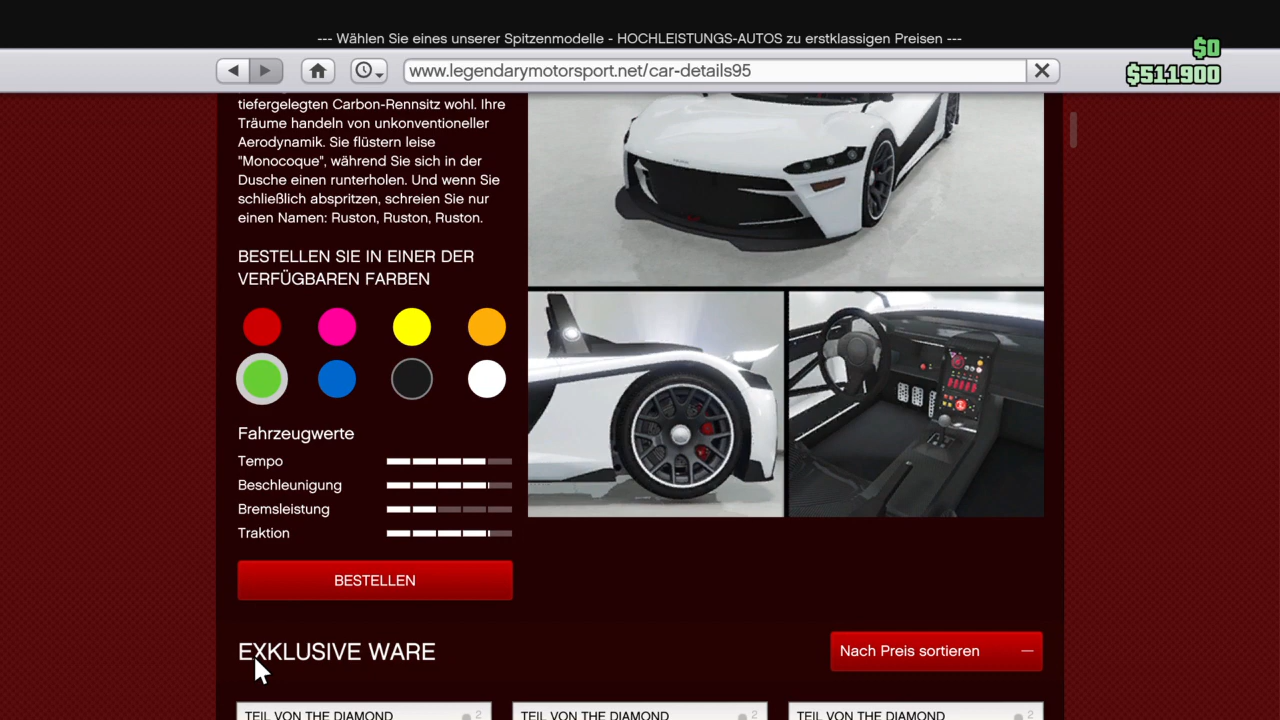 --- Wählen Sie eines unserer Spitzenmodelle - HOCHLEISTUNGS-AUTOS zu erstklassigen Preisen ---
$0
www.legendarymotorsport.net/car-details95
$511900
tiefergelegten Carbon-Rennsitz wohl. Ihre
Träume handeln von unkonventioneller
Aerodynamik. Sie flüstern leise
"Monocoque", während Sie sich in der
Dusche einen runterholen. Und wenn Sie
schließlich abspritzen, schreien Sie nur
einen Namen: Ruston, Ruston, Ruston.
BESTELLEN SIE IN EINER DER
VERFÜGBAREN FARBEN
Fahrzeugwerte
Tempo
Beschleunigung
Bremsleistung
Traktion
BESTELLEN
EXKLUSIVE WARE
Nach Preis sortieren
TEIL VON THE DIAMOND 2
TEIL VON THE DIAMOND 2
TEIL VON THE DIAMOND 2